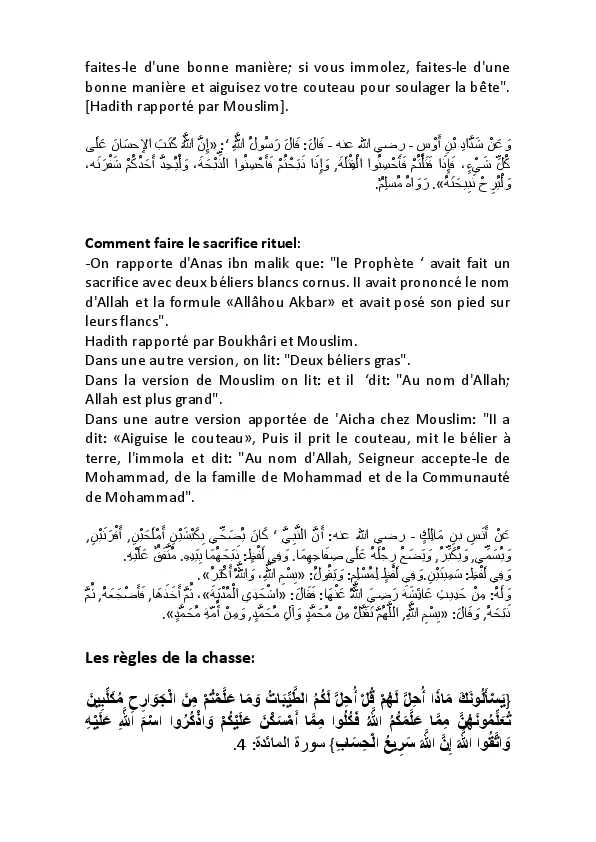 faites-le d'une bonne manière; si vous immolez, faites-le d'une
bonne manière et aiguisez votre couteau pour soulager la bête".
[Hadith rapporté par Mouslim].
وَعَنْ شَدَّادِ بْنِ أَوْسٍ - رضي الله عنه - قَالَ: قَالَ رَسُولُ اللَّهِ ‘: «إِنَّ اللَّهَ كَتَبَ الإِحسَانَ عَلَى
كُلِّ شَيْءٍ، فَإِذَا قَتَلْتُمْ فَأَحْسِنُوا الْقِتْلَةَ, وَإِذَا ذَبَحْتُمْ فَأَحْسِنُوا الذِّبْحَةَ، وَلْيُحِدَّ أَحَدُكُمْ شَفْرَتَه،
وَلْيُرِحْ ذَبِيحَتَهُ». رَوَاهُ مُسلِمٌ.
Comment faire le sacrifice rituel:
-On rapporte d'Anas ibn malik que: "le Prophète ‘ avait fait un
sacrifice avec deux béliers blancs cornus. II avait prononcé le nom
d'Allah et la formule «Allâhou Akbar» et avait posé son pied sur
leurs flancs".
Hadith rapporté par Boukhâri et Mouslim.
Dans une autre version, on lit: "Deux béliers gras".
Dans la version de Mouslim on lit: et il ‘dit: "Au nom d'Allah;
Allah est plus grand".
Dans une autre version apportée de 'Aicha chez Mouslim: "II a
dit: «Aiguise le couteau», Puis il prit le couteau, mit le bélier à
terre, l'immola et dit: "Au nom d'Allah, Seigneur accepte-le de
Mohammad, de la famille de Mohammad et de la Communauté
de Mohammad".
عَنْ أَنَسِ بنِ مَالِكٍ - رضي الله عنه: أَنَّ النَّبِيَّ ‘ كَانَ يُضَحِّي بِكَبْشَيْنِ أَمْلَحَيْنِ, أَقْرَنَيْنِ,
وَيُسَمِّي, وَيُكَبِّرُ, وَيَضَعُ رِجْلَهُ عَلَى صِفَاحِهِمَا. وَفِي لَفْظٍ: ذَبَحَهُمَا بِيَدِهِ. مُتَّفَقٌ عَلَيْهِ.
وَفِي لَفْظٍ: سَمِينَيْنِ.وَفِي لَفْظٍ لِمُسْلِمٍ: وَيَقُولُ: «بِسْمِ اللَّهِ، وَاللَّهُ أَكْبَرُ».
وَلَهُ: مِنْ حَدِيثِ عَائِشَةَ رَضِيَ اللَّهُ عَنْهَا: فَقَالَ: «اشْحَذِي الْمُدْيَةَ»، ثُمَّ أَخَذَهَا, فَأَضْجَعَهُ, ثُمَّ
ذَبَحَهُ, وَقَالَ: «بِسْمِ اللَّهِ, اللَّهُمَّ تَقَبَّلْ مِنْ مُحَمَّدٍ وَآلِ مُحَمَّدٍ, وَمِنْ أُمَّةِ مُحَمَّدٍ».
Les règles de la chasse:
{يَسْأَلُونَكَ مَاذَا أُحِلَّ لَهُمْ قُلْ أُحِلَّ لَكُمُ الطَّيِّبَاتُ وَمَا عَلَّمْتُمْ مِنَ الْجَوَارِحِ مُكَلِّبِينَ
تُعَلِّمُونَهُنَّ مِمَّا عَلَّمَكُمُ اللَّهُ فَكُلُوا مِمَّا أَمْسَكْنَ عَلَيْكُمْ وَاذْكُرُوا اسْمَ اللَّهِ عَلَيْهِ
وَاتَّقُوا اللَّهَ إِنَّ اللَّهَ سَرِيعُ الْحِسَابِ} سورة المائدة: 4.